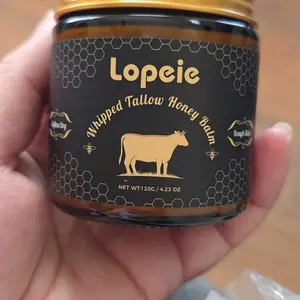 Lopeie
Whipped Tallow Honey Balm
NET WT:120G / 4.23 OZ